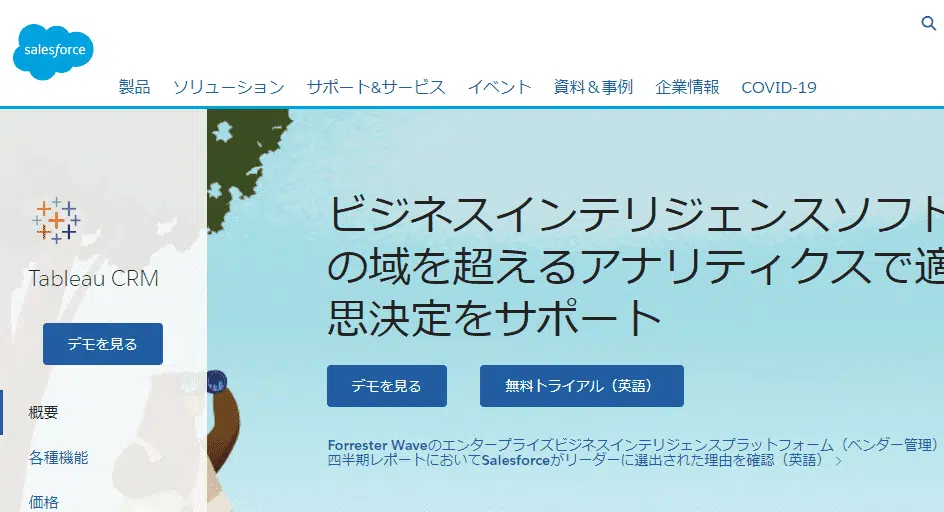 salesforce
製品 ソリューション サポート&サービス イベント 資料＆事例 企業情報 COVID-19
Tableau CRM
デモを見る
概要
各種機能
価格
ビジネスインテリジェンスソフト
の域を超えるアナリティクスで適
思決定をサポート
デモを見る 無料トライアル（英語）
Forrester Waveのエンタープライズビジネスインテリジェンスプラットフォーム（ベンダー管理）
四半期レポートにおいてSalesforceがリーダーに選出された理由を確認（英語）